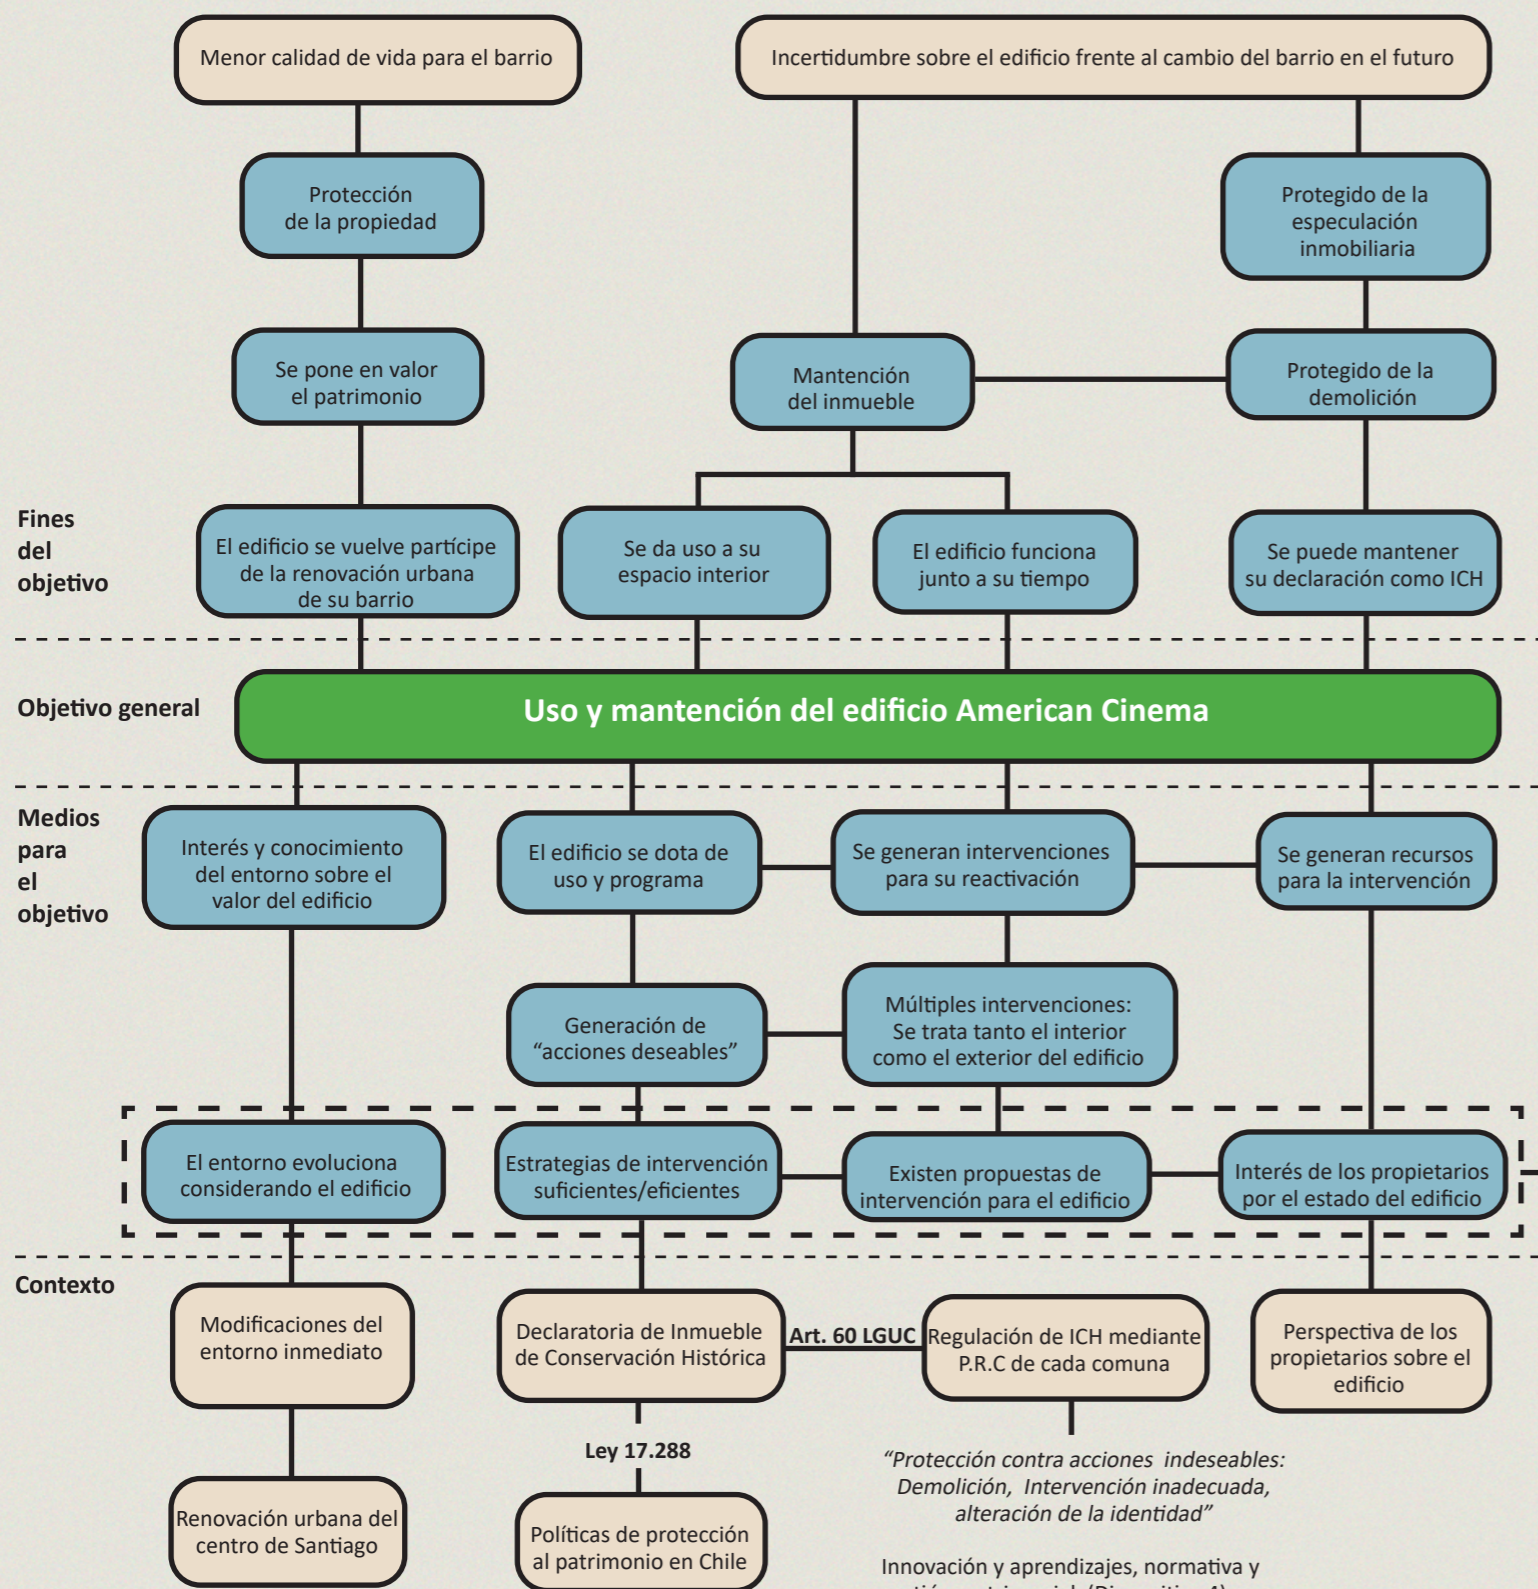 Menor calidad de vida para el barrio
Incertidumbre sobre el edificio frente al cambio del barrio en el futuro
Protección
de la propiedad
Protegido de la
especulación
inmobiliaria
Se pone en valor
el patrimonio
Mantención
del inmueble
Protegido de la
demolición
Fines
del
objetivo
El edificio se vuelve partícipe
de la renovación urbana
de su barrio
Se da uso a su
espacio interior
El edificio funciona
junto a su tiempo
Se puede mantener
su declaración como ICH
Objetivo general
Uso y mantención del edificio American Cinema
Medios
para
el
objetivo
Interés y conocimiento
del entorno sobre el
valor del edificio
El edificio se dota de
uso y programa
Se generan intervenciones
para su reactivación
Se generan recursos
para la intervención
Generación de
“acciones deseables”
Múltiples intervenciones:
Se trata tanto el interior
como el exterior del edificio
El entorno evoluciona
considerando el edificio
Estrategias de intervención
suficientes/eficientes
Existen propuestas de
intervención para el edificio
Interés de los propietarios
por el estado del edificio
Contexto
Modificaciones del
entorno inmediato
Declaratoria de Inmueble
de Conservación Histórica
Art. 60 LGUC
Regulación de ICH mediante
P.R.C de cada comuna
Perspectiva de los
propietarios sobre el
edificio
Ley 17.288
“Protección contra acciones indeseables:
Demolición, Intervención inadecuada,
alteración de la identidad”
Renovación urbana del
centro de Santiago
Políticas de protección
al patrimonio en Chile
Innovación y aprendizajes, normativa y